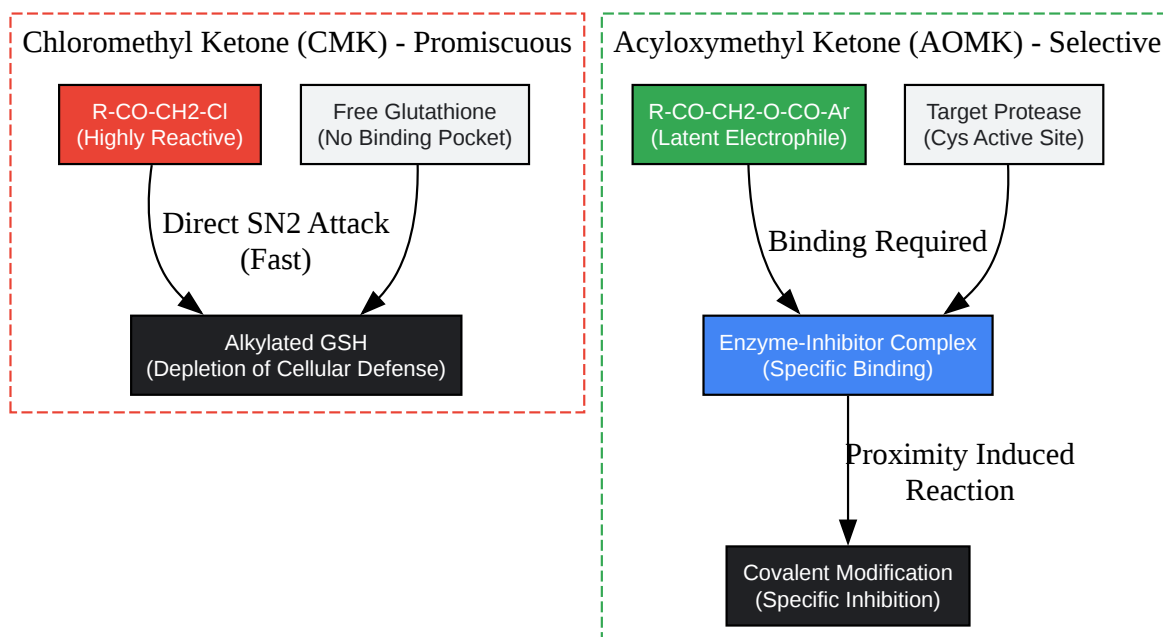 Chloromethyl Ketone (CMK) - Promiscuous
R-CO-CH2-Cl
(Highly Reactive)
Free Glutathione
(No Binding Pocket)
Direct SN2 Attack
(Fast)
Alkylated GSH
(Depletion of Cellular Defense)
Acyloxymethyl Ketone (AOMK) - Selective
R-CO-CH2-O-CO-Ar
(Latent Electrophile)
Target Protease
(Cys Active Site)
Binding Required
Enzyme-Inhibitor Complex
(Specific Binding)
Proximity Induced
Reaction
Covalent Modification
(Specific Inhibition)